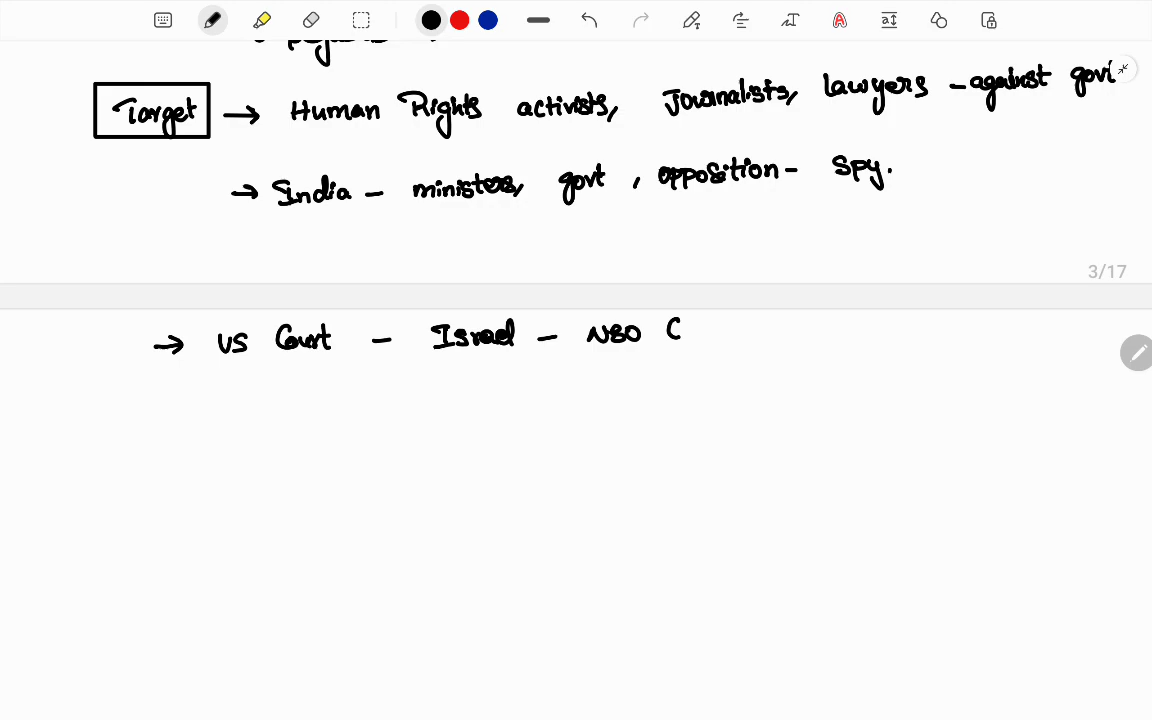 Target → Human Rights activists, Journalists, lawyers - against govt
→ India - ministers, govt, opposition - Spy.
3/17
→ US Court - Israel - NSO C